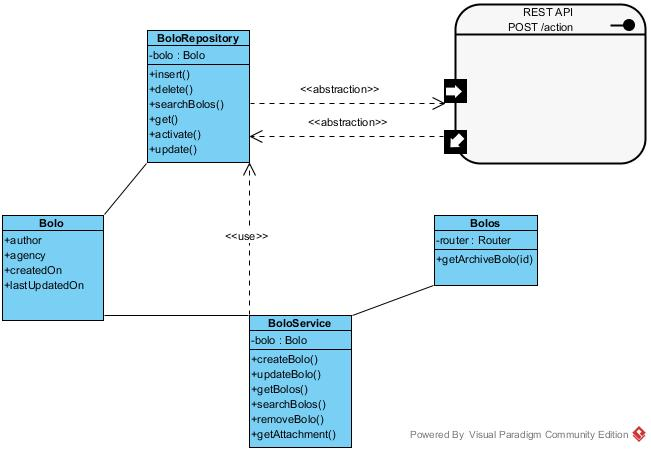 REST API
POST /action
BoloRepository
-bolo : Bolo
+insert()
+delete()
+searchBolos()
+get()
+activate()
+update()
<<abstraction>>
<<abstraction>>
<<use>>
Bolo
+author
+agency
+createdOn
+lastUpdatedOn
Bolos
-router : Router
+getArchiveBolo(id)
BoloService
-bolo : Bolo
+createBolo()
+updateBolo()
+getBolos()
+searchBolos()
+removeBolo()
+getAttachment()
Powered By Visual Paradigm Community Edition